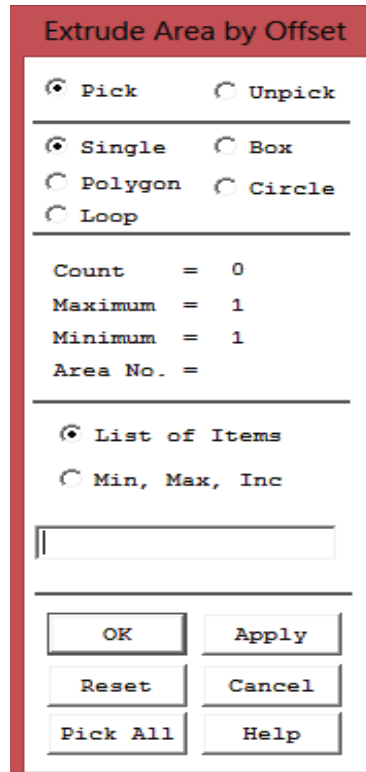 Extrude Area by Offset
Pick Unpick
Single Box
Polygon Circle
Loop
Count = 0
Maximum = 1
Minimum = 1
Area No. =
List of Items
Min, Max, Inc
OK Apply
Reset Cancel
Pick All Help